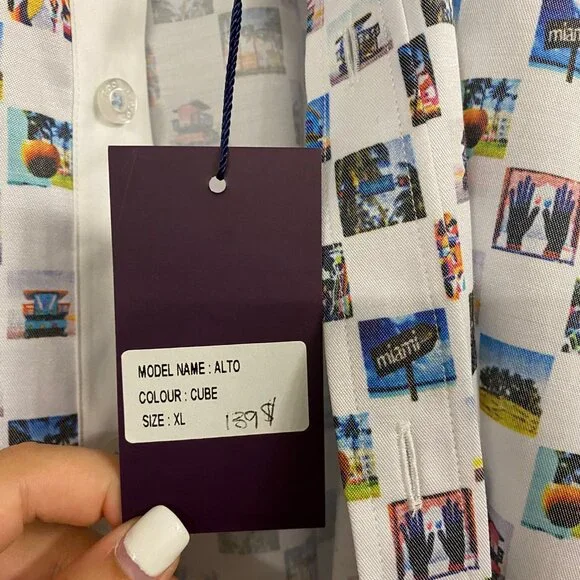 miami
miami
MODEL NAME : ALTO
COLOUR : CUBE
SIZE : XL 139$